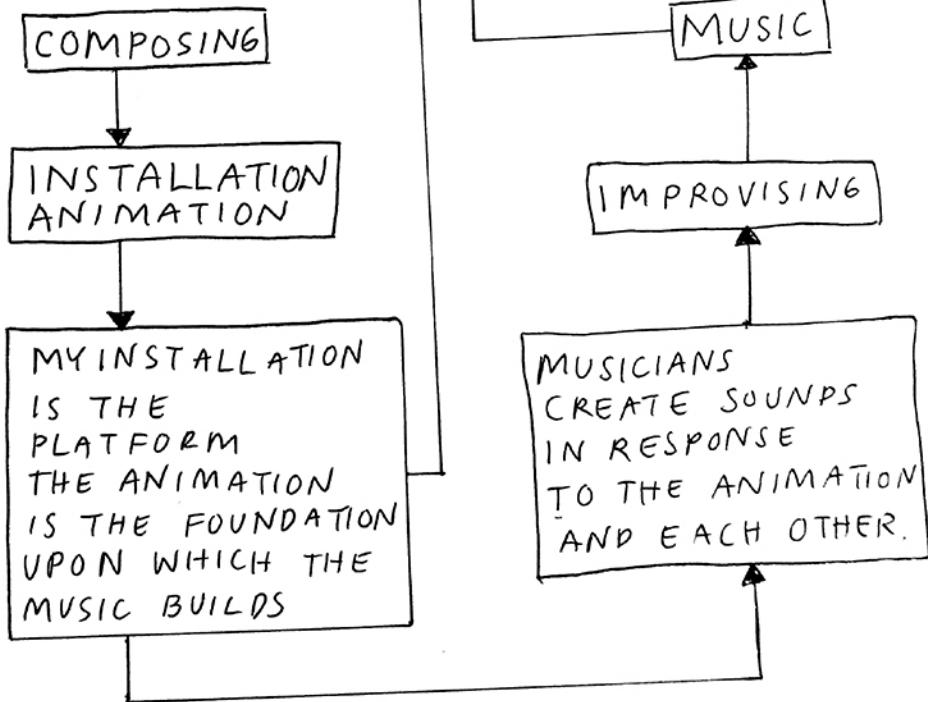 COMPOSING
INSTALLATION
ANIMATION
MY INSTALLATION
IS THE
PLATFORM
THE ANIMATION
IS THE FOUNDATION
UPON WHICH THE
MUSIC BUILDS
MUSICIANS
CREATE SOUNDS
IN RESPONSE
TO THE ANIMATION
AND EACH OTHER.
IMPROVISING
MUSIC